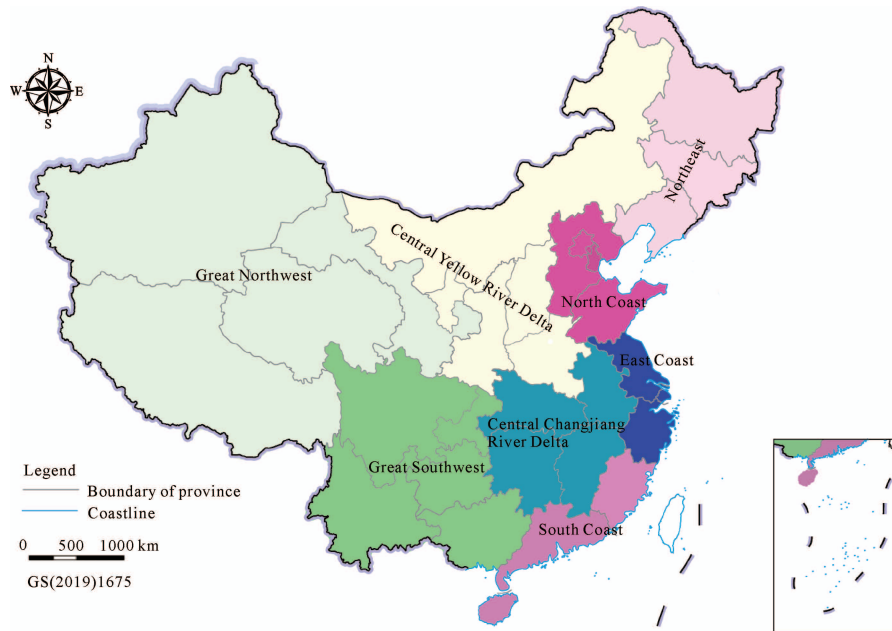 N
W E
S
Northeast
Great Northwest
Central Yellow River Delta
North Coast
East Coast
Central Changjiang
River Delta
Great Southwest
South Coast
Legend
Boundary of province
Coastline
0 500 1000 km
GS(2019)1675